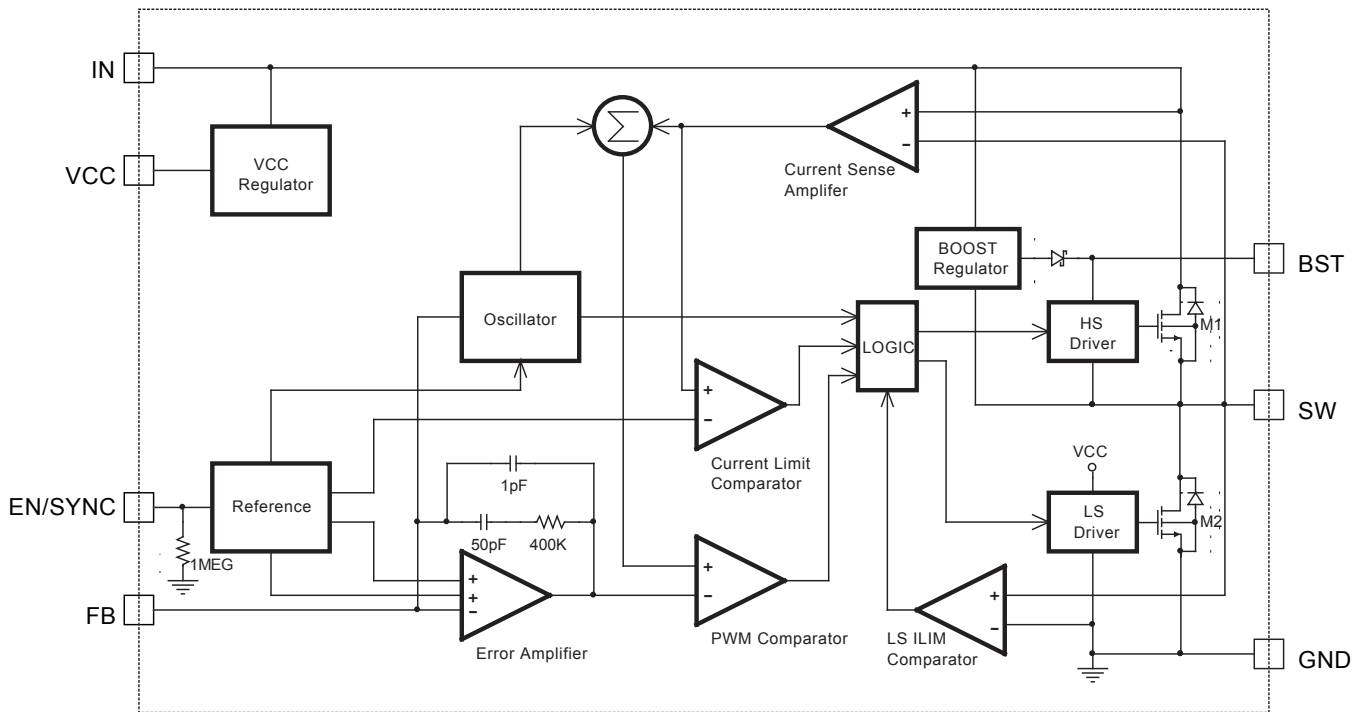 IN
VCC
VCC
Regulator
Σ
+
−
Current Sense
Amplifer
BOOST
Regulator
BST
Oscillator
LOGIC
HS
Driver
M1
+
−
SW
Current Limit
Comparator
VCC
EN/SYNC
Reference
1pF
50pF
400K
1MEG
LS
Driver
M2
+
+
−
+
−
+
−
FB
Error Amplifier
PWM Comparator
LS ILIM
Comparator
GND